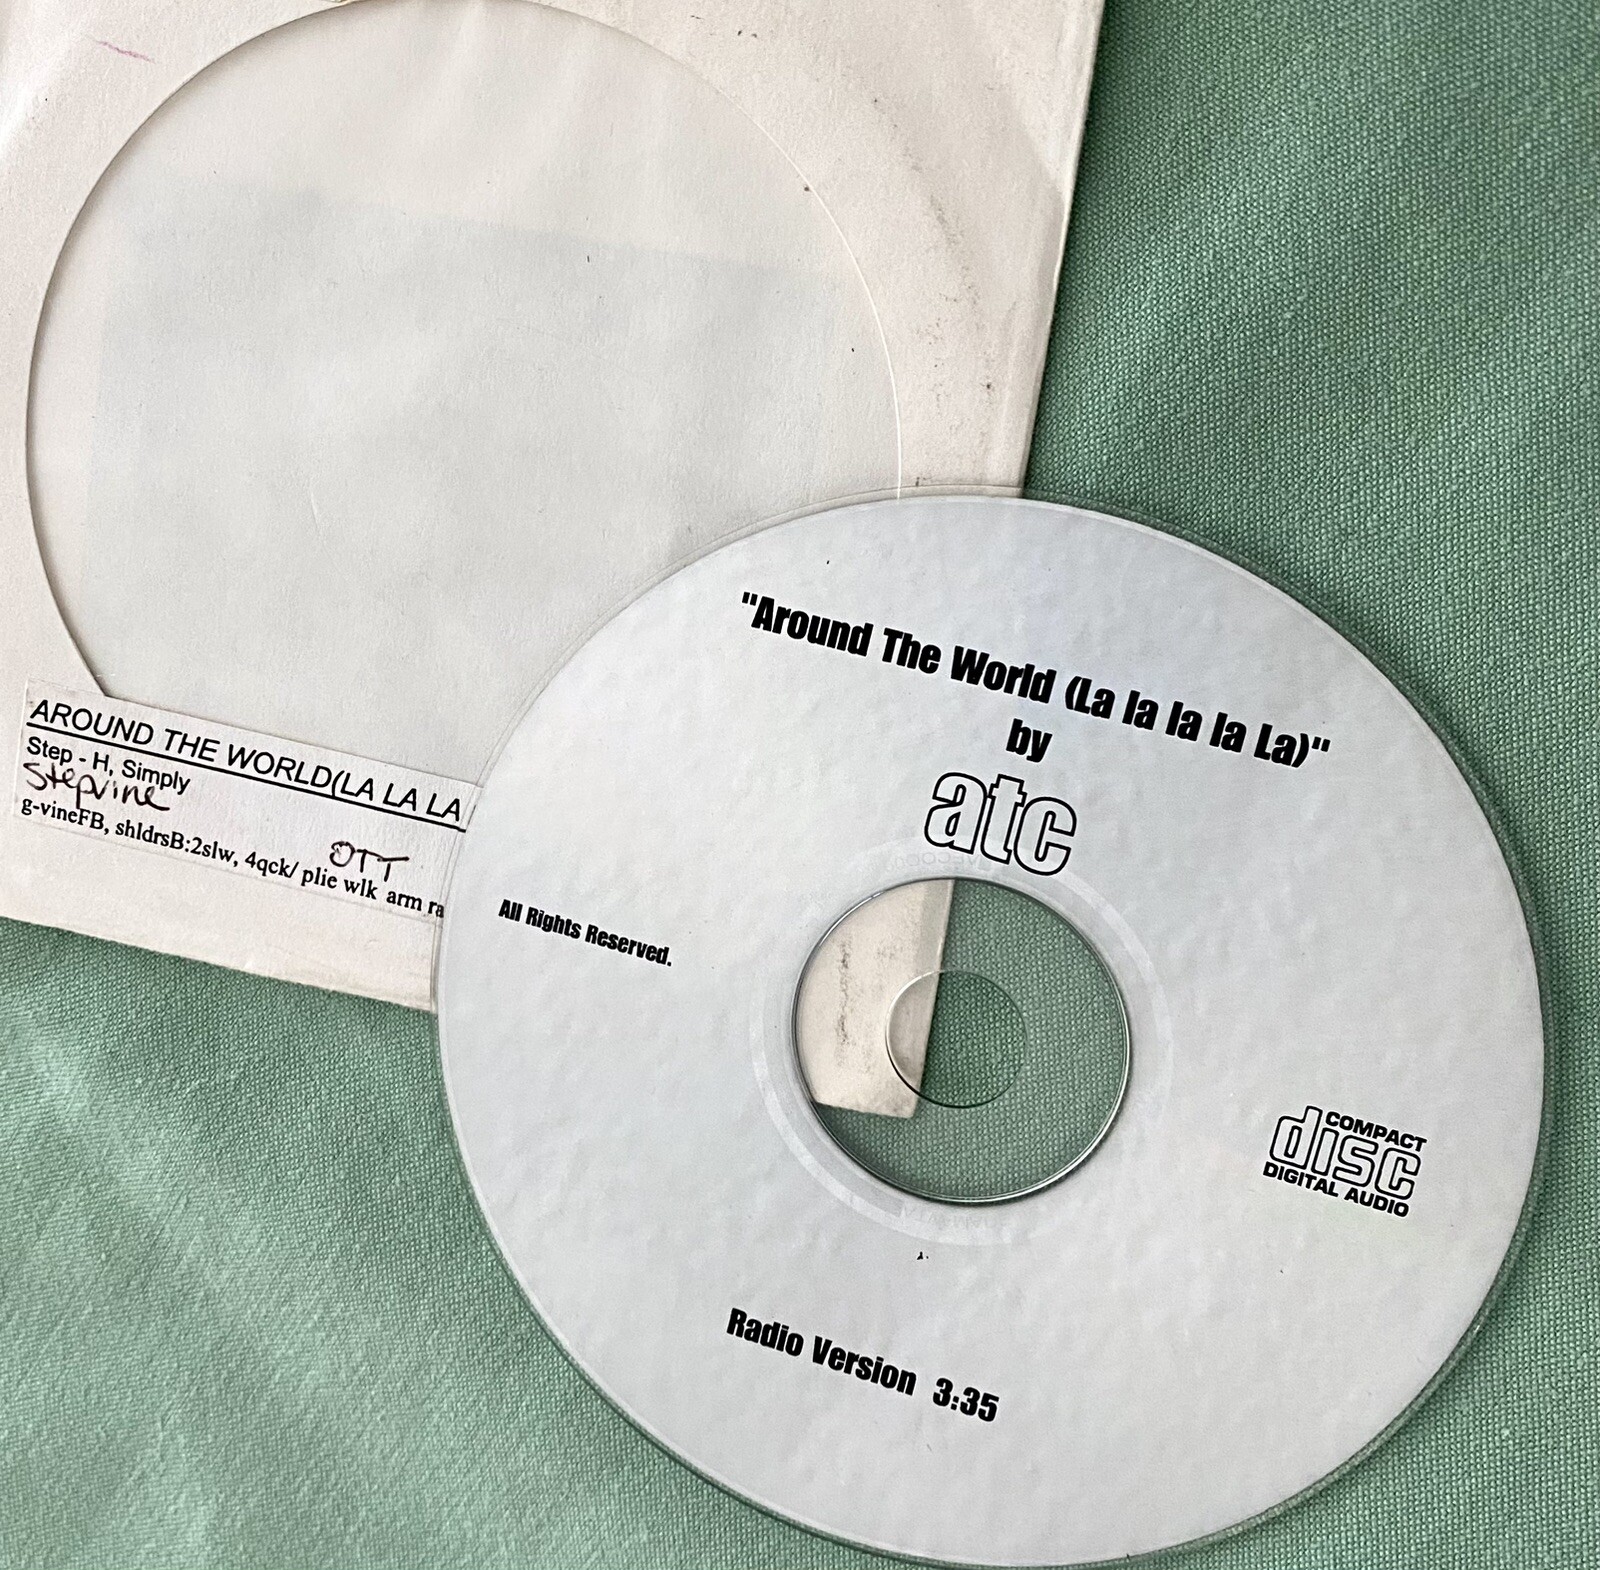 AROUND THE WORLD(LA LA LA
Step - H, Simply
Stepvine
OTT
g-vineFB, shldrsB:2slw, 4qck/ plie wlk arm ra
"Around The World (La la la la La)"
by
atc
All Rights Reserved.
COMPACT
disc
DIGITAL AUDIO
Radio Version 3:35